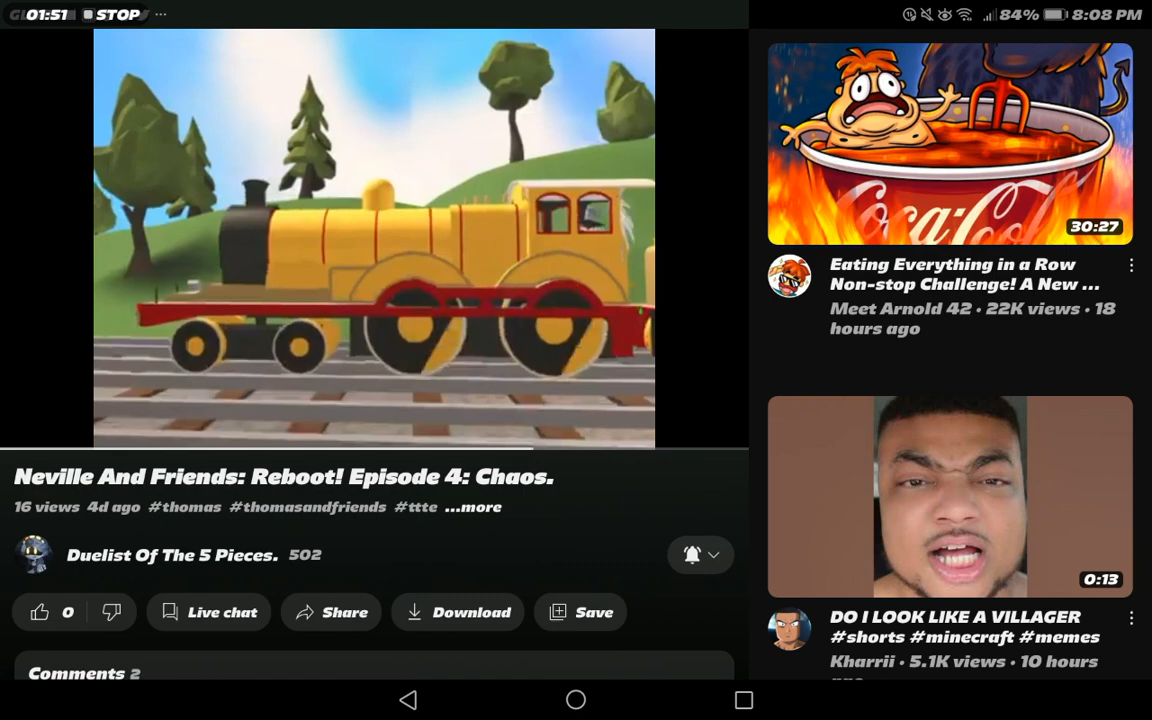 01:51 STOP ...
84% 8:08 PM
Coca-Col
30:27
Eating Everything in a Row
Non-stop Challenge! A New ...
Meet Arnold 42 • 22K views • 18
hours ago
Neville And Friends: Reboot! Episode 4: Chaos.
16 views 4d ago #thomas #thomasandfriends #ttte ...more
Duelist Of The 5 Pieces. 502
0
Live chat
Share
Download
Save
Comments 2
0:13
DO I LOOK LIKE A VILLAGER
#shorts #minecraft #memes
Kharrii • 5.1K views • 10 hours